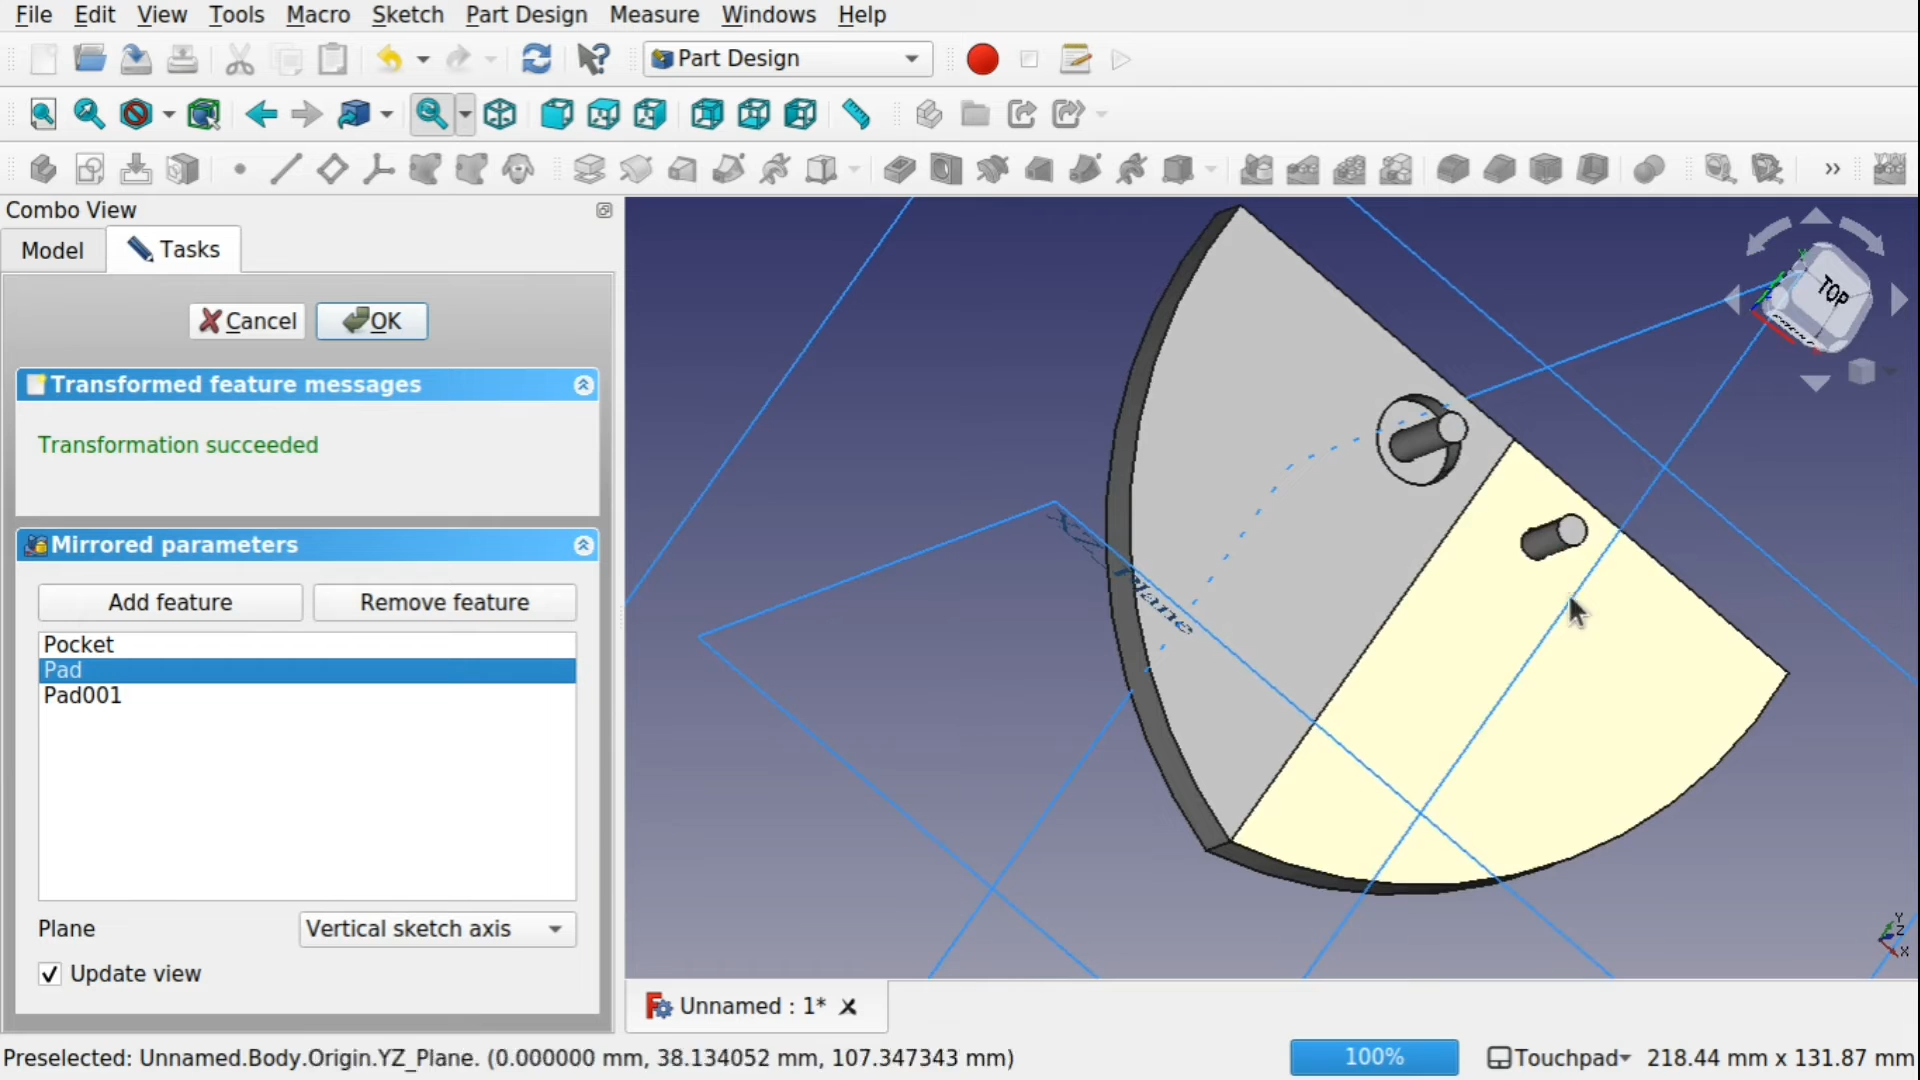 File Edit View Tools Macro Sketch Part Design Measure Windows Help
Part Design
Combo View
Model Tasks
Cancel OK
Transformed feature messages
Transformation succeeded
Mirrored parameters
Add feature Remove feature
Pocket
Pad
Pad001
Plane Vertical sketch axis
Update view
TOP
FRONT
Plane
Y
Z
X
Unnamed : 1*
Preselected: Unnamed.Body.Origin.YZ_Plane. (0.000000 mm, 38.134052 mm, 107.347343 mm) 100% Touchpad 218.44 mm x 131.87 mm